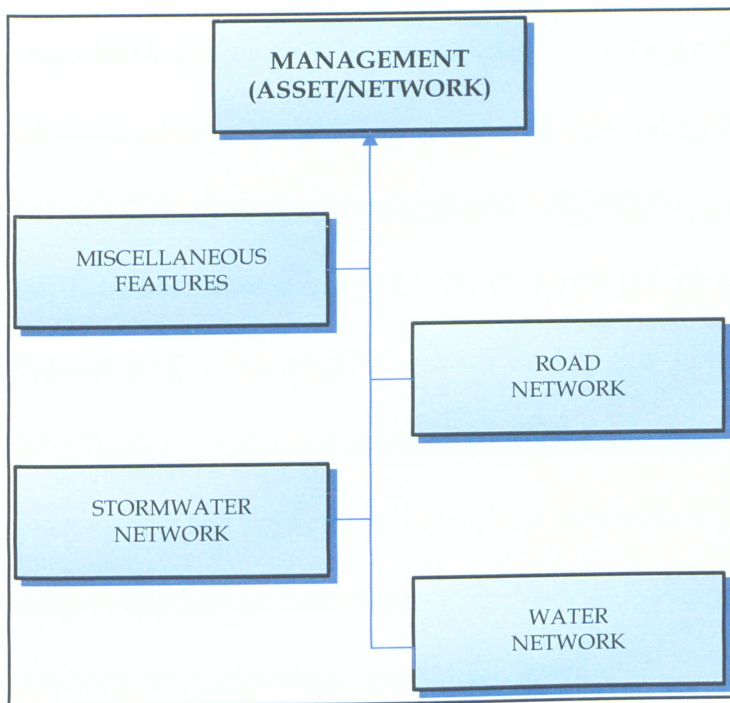 MANAGEMENT
(ASSET/NETWORK)
MISCELLANEOUS
FEATURES
ROAD
NETWORK
STORMWATER
NETWORK
WATER
NETWORK